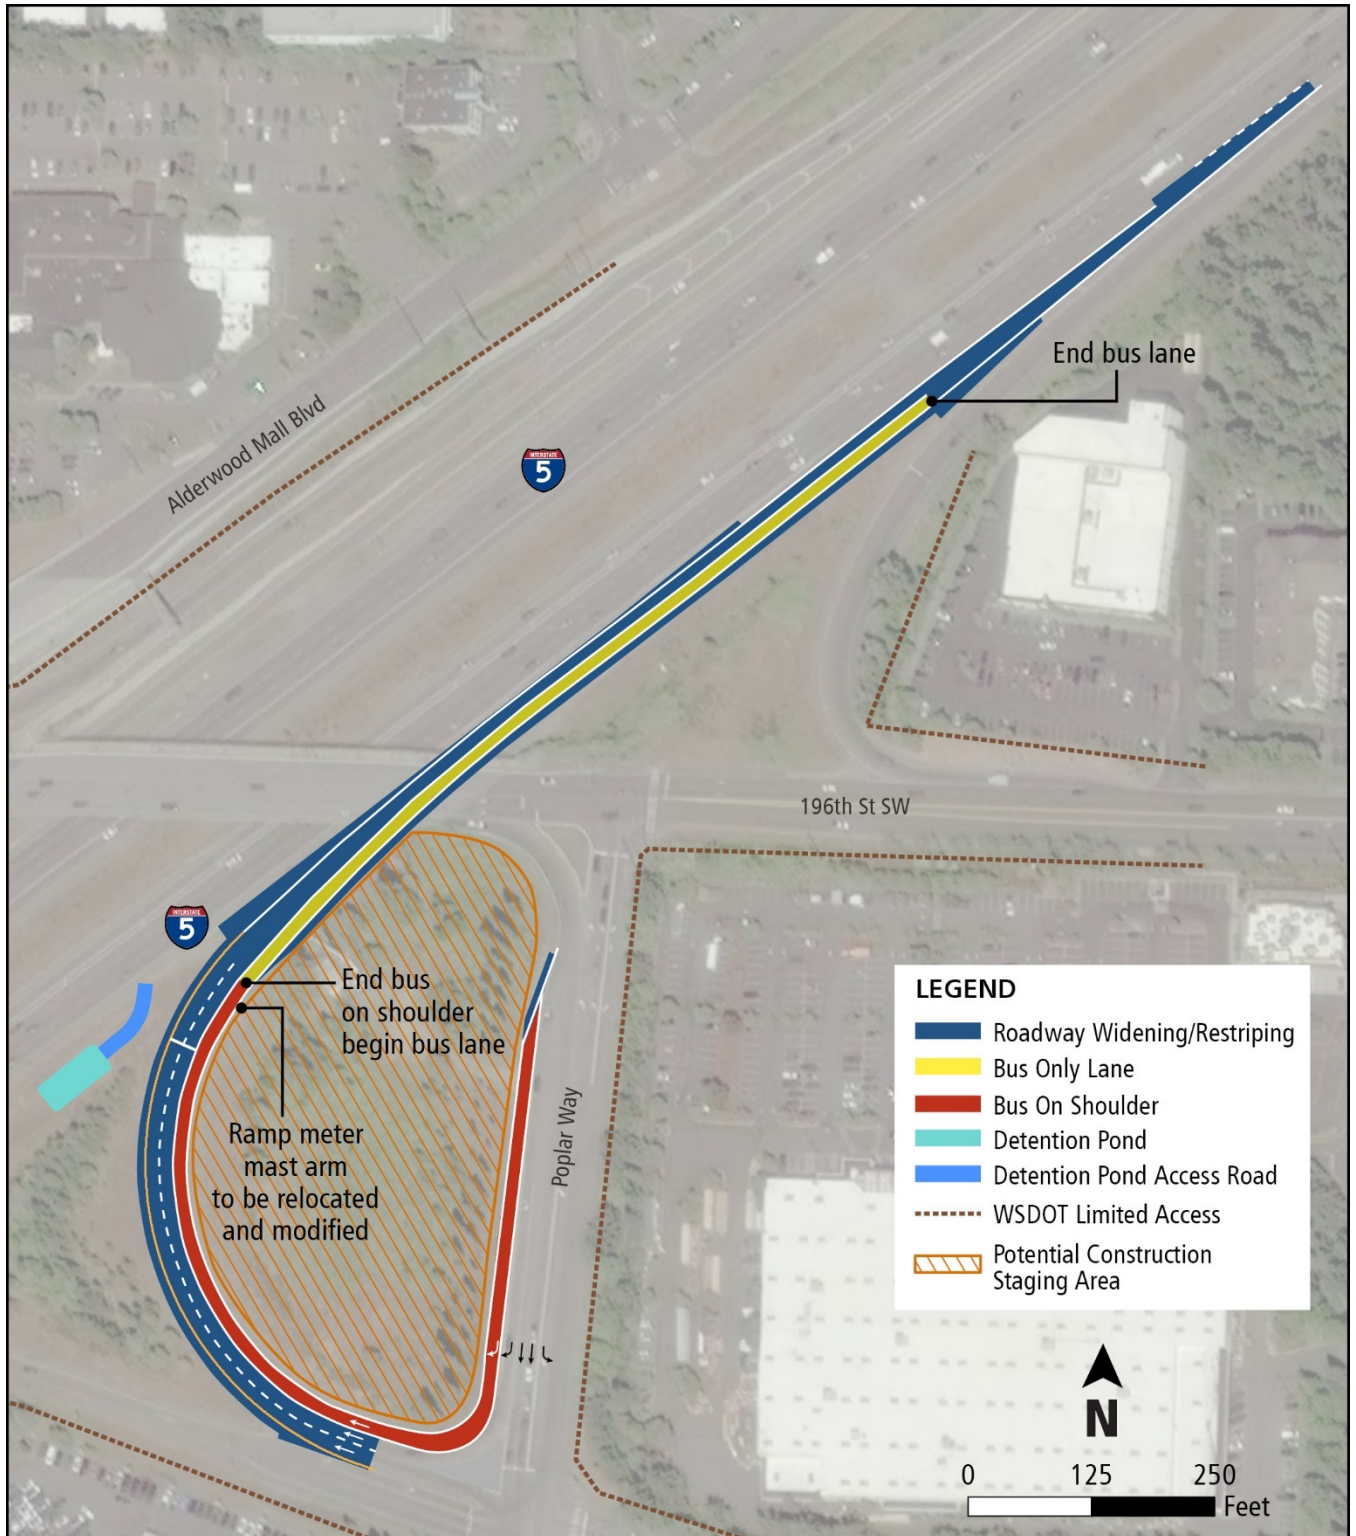 End bus lane
Alderwood Mall Blvd
INTERSTATE
5
196th St SW
INTERSTATE
5
End bus
on shoulder
begin bus lane
Ramp meter
mast arm
to be relocated
and modified
Poplar Way
LEGEND
Roadway Widening/Restriping
Bus Only Lane
Bus On Shoulder
Detention Pond
Detention Pond Access Road
WSDOT Limited Access
Potential Construction
Staging Area
N
0 125 250
Feet